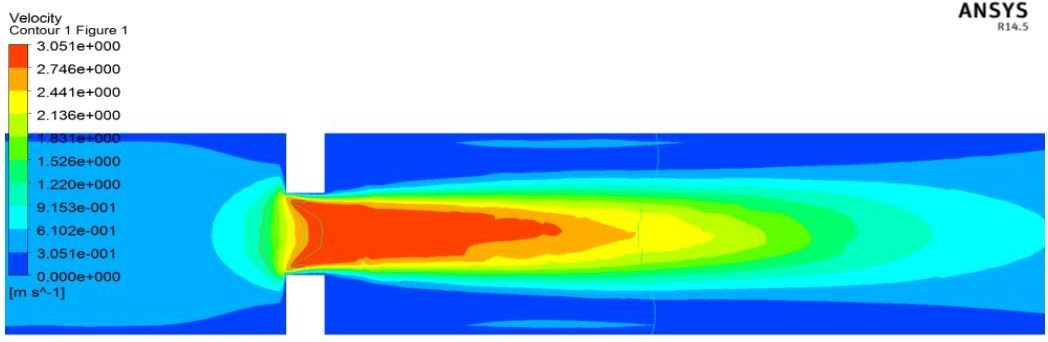 Velocity
Contour 1 Figure 1
3.051e+000
2.746e+000
2.441e+000
2.136e+000
1.831e+000
1.526e+000
1.220e+000
9.153e-001
6.102e-001
3.051e-001
0.000e+000
[m s^-1]
ANSYS
R14.5